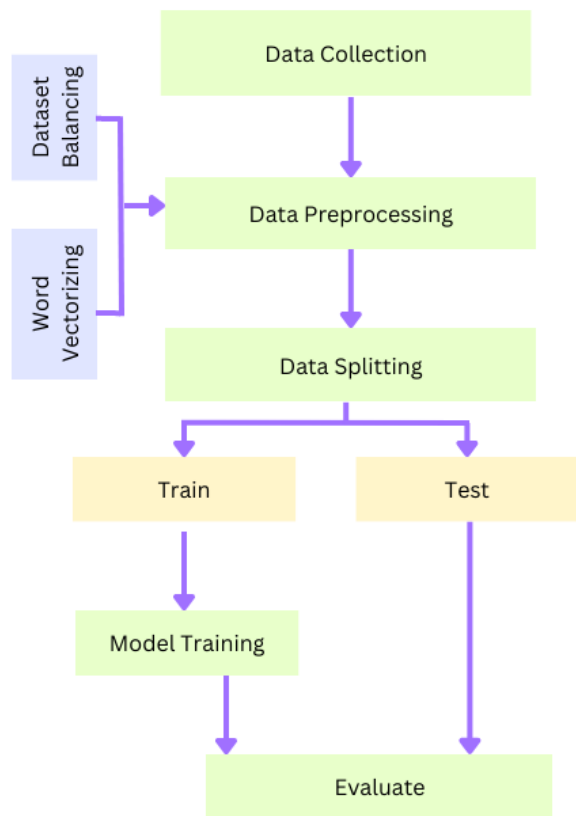 Data Collection
Dataset
Balancing
Data Preprocessing
Word
Vectorizing
Data Splitting
Train
Test
Model Training
Evaluate